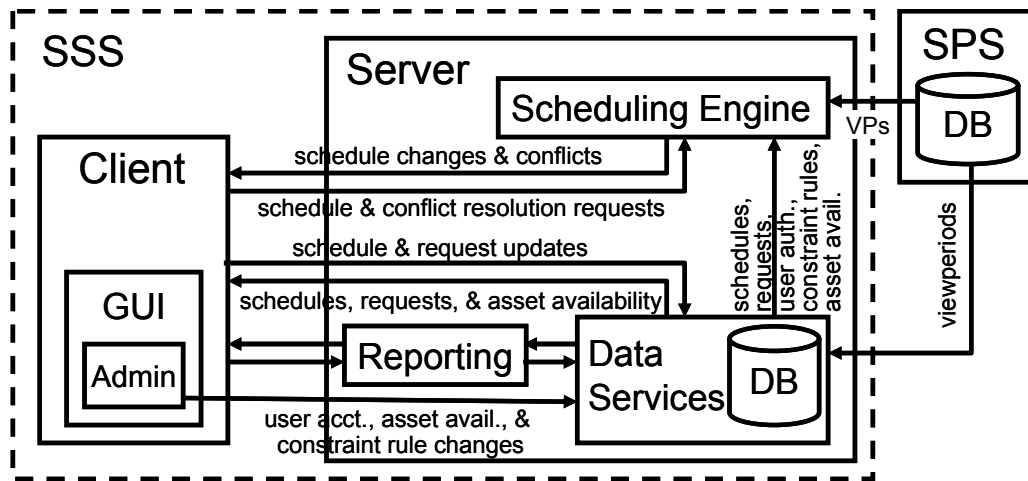 SSS
Server
SPS
Scheduling Engine
DB
VPs
Client
schedule changes & conflicts
schedule & conflict resolution requests
schedule & request updates
schedules, requests, & asset availability
schedules,
requests,
user auth.,
constraint rules,
asset avail.
viewperiods
GUI
Admin
Reporting
Data
Services
DB
user acct., asset avail., &
constraint rule changes